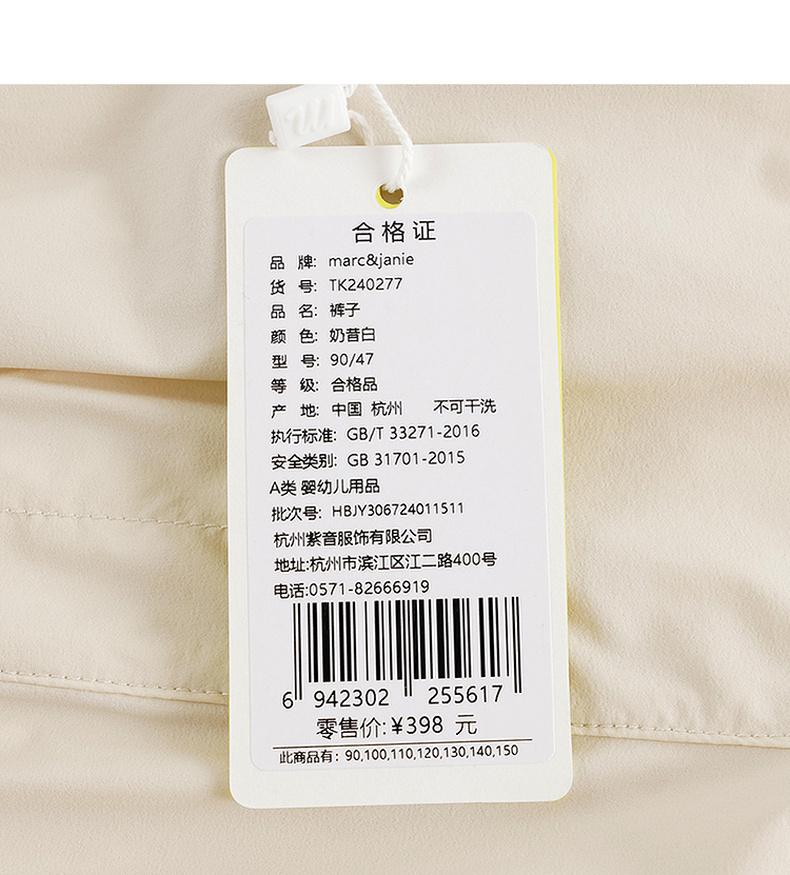 合格证
品 牌: marc&janie
货 号: TK240277
品 名: 裤子
颜 色: 奶昔白
型 号: 90/47
等 级: 合格品
产 地: 中国 杭州 不可干洗
执行标准: GB/T 33271-2016
安全类别: GB 31701-2015
A类 婴幼儿用品
批次号: HBJY306724011511
杭州紫音服饰有限公司
地址:杭州市滨江区江二路400号
电话:0571-82666919
6 942302 255617
零售价:¥398 元
此商品有: 90,100,110,120,130,140,150